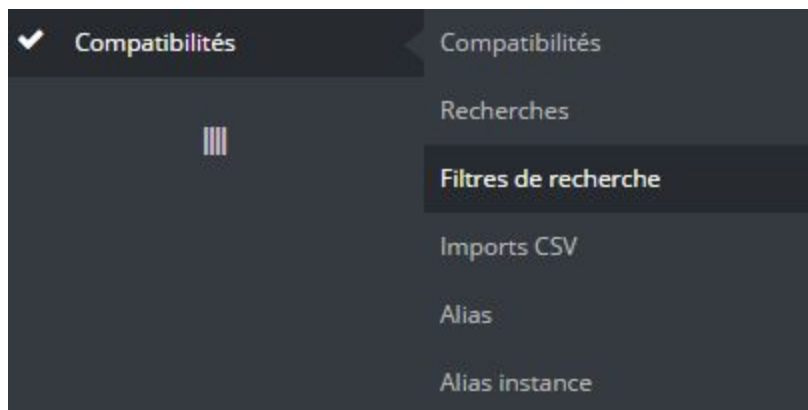 Compatibilités
Compatibilités
Recherches
Filtres de recherche
Imports CSV
Alias
Alias instance